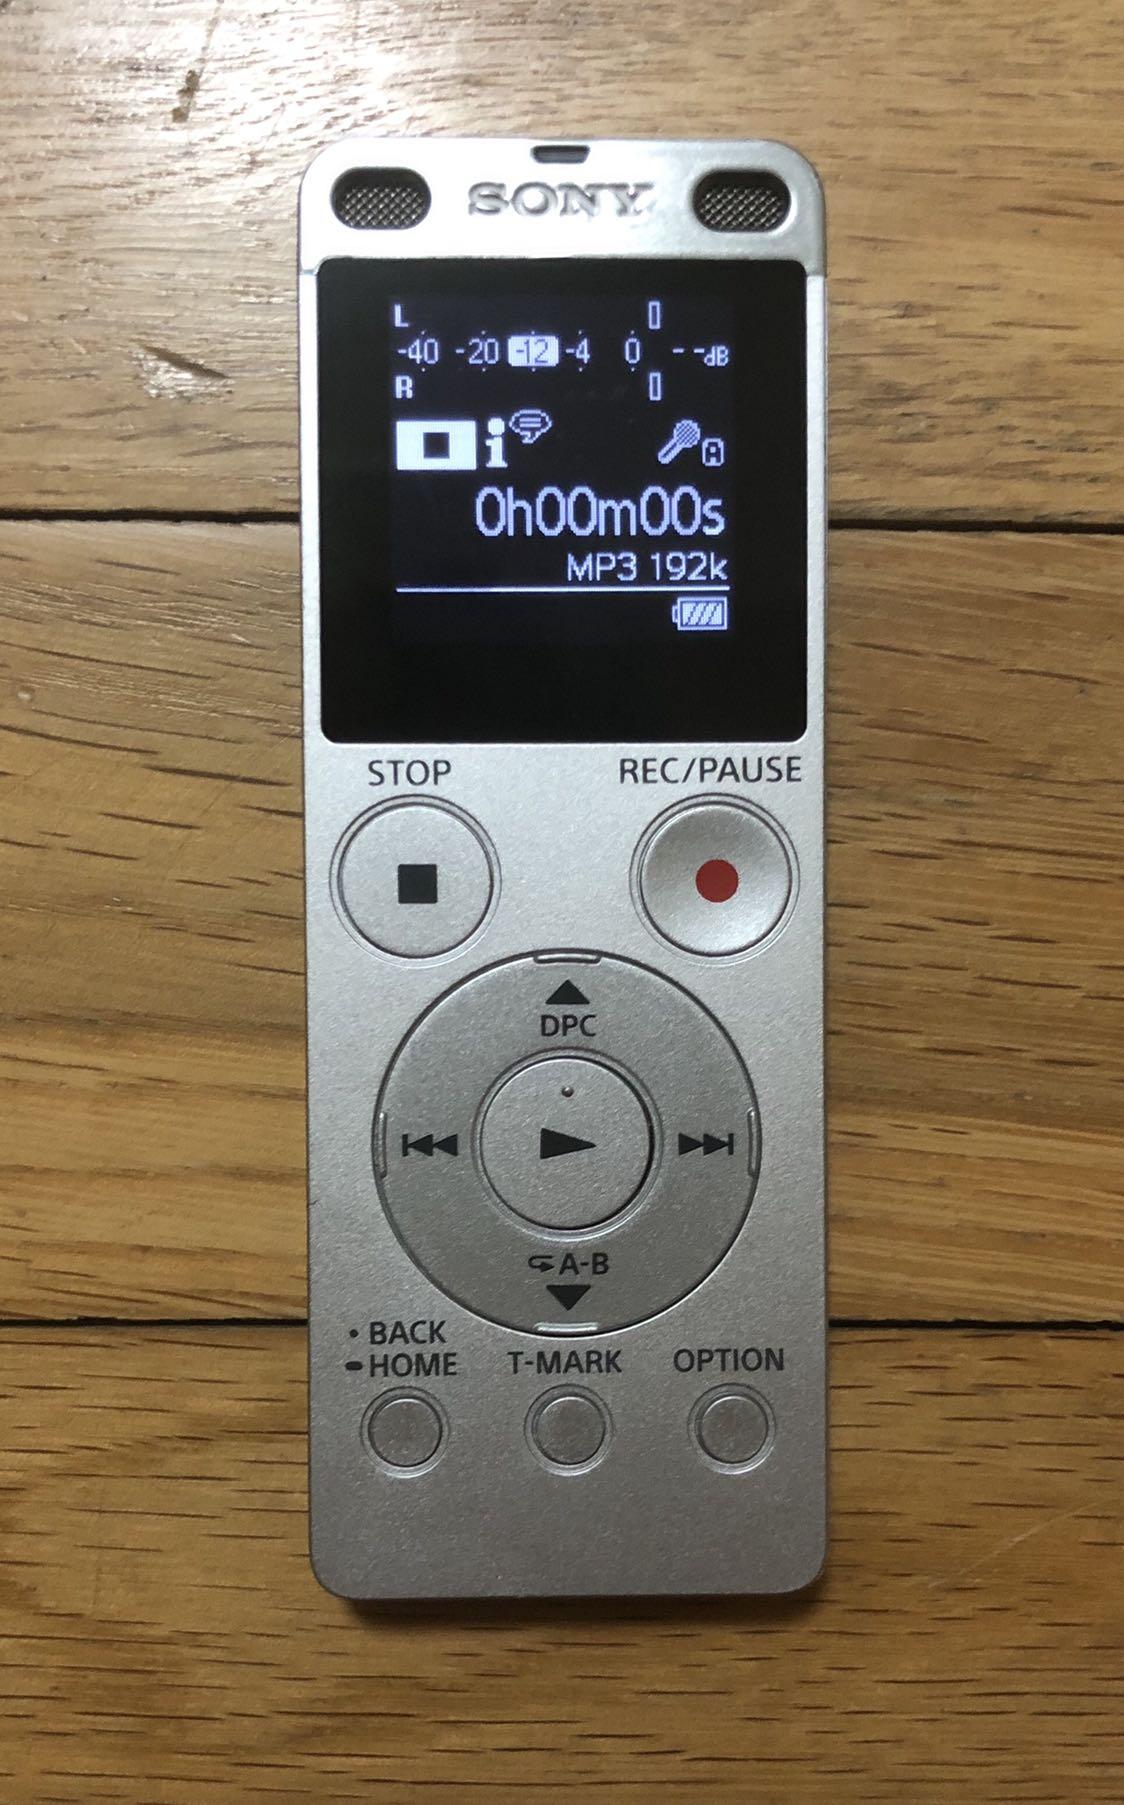 SONY
L
-40 -20 -12 -4 0 --dB
R
i
0h00m00s
MP3 192k
STOP REC/PAUSE
DPC
A-B
BACK
HOME T-MARK OPTION